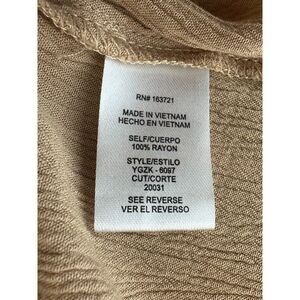 RN# 163721
MADE IN VIETNAM
HECHO EN VIETNAM
SELF/CUERPO
100% RAYON
STYLE/ESTILO
YGZK - 6097
CUT/CORTE
20031
SEE REVERSE
VER EL REVERSO